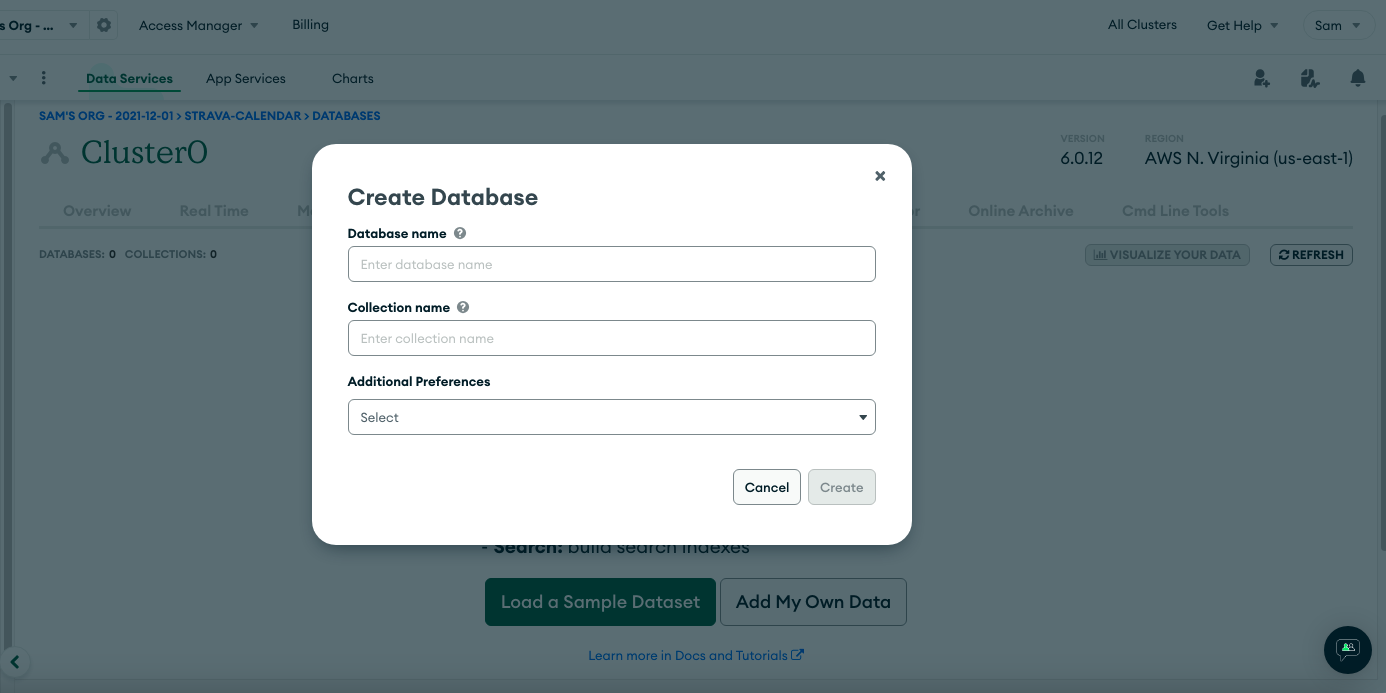 s Org - ... Access Manager Billing All Clusters Get Help Sam
Data Services App Services Charts
SAM'S ORG - 2021-12-01 > STRAVA-CALENDAR > DATABASES
Cluster0
VERSION REGION
6.0.12 AWS N. Virginia (us-east-1)
Overview Real Time Online Archive Cmd Line Tools
DATABASES: 0 COLLECTIONS: 0 VISUALIZE YOUR DATA REFRESH
Create Database
Database name
Enter database name
Collection name
Enter collection name
Additional Preferences
Select
Cancel Create
- Search: build search indexes
Load a Sample Dataset Add My Own Data
Learn more in Docs and Tutorials